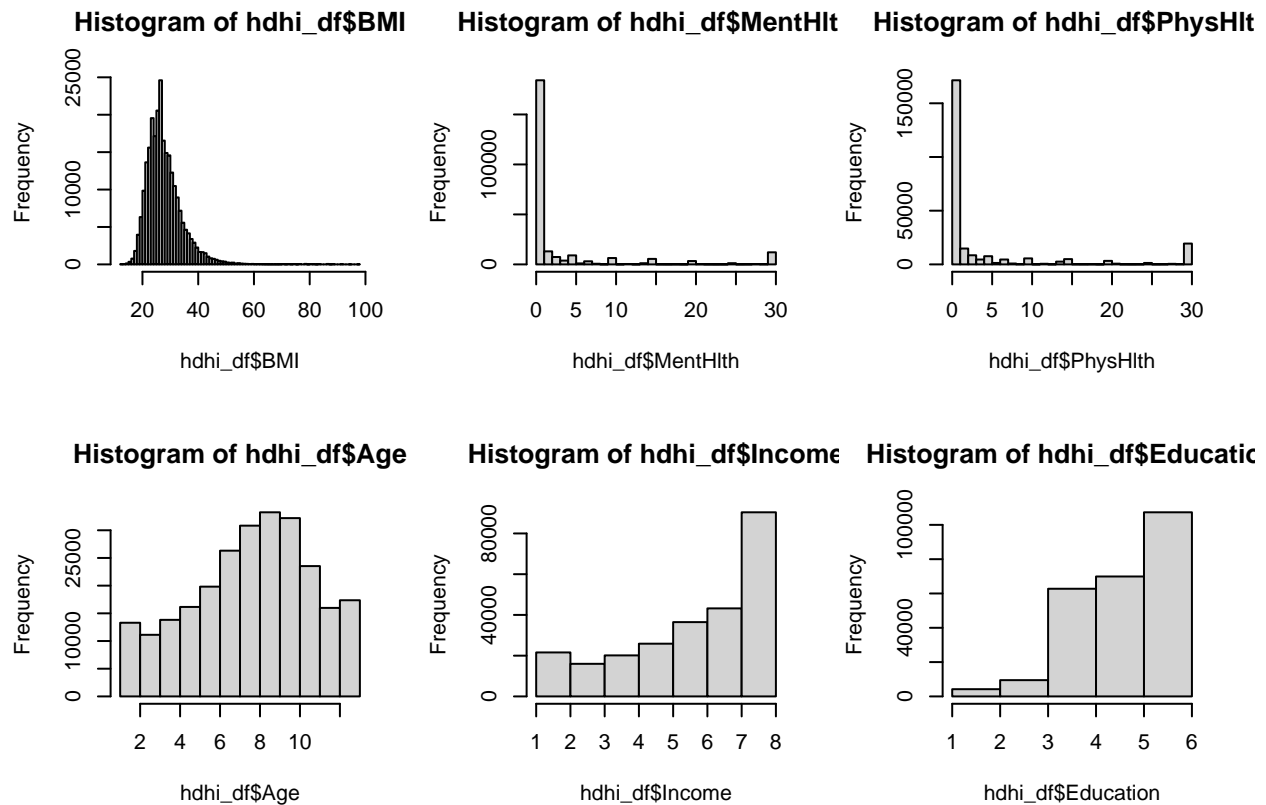 Histogram of hdhi_df$BMI
Histogram of hdhi_df$MentHlt
Histogram of hdhi_df$PhysHlt
Frequency
0 10000 25000
20 40 60 80 100
hdhi_df$BMI
Frequency
0 100000
0 5 10 20 30
hdhi_df$MentHlth
Frequency
0 50000 150000
0 5 10 20 30
hdhi_df$PhysHlth
Histogram of hdhi_df$Age
Histogram of hdhi_df$Income
Histogram of hdhi_df$Educatic
Frequency
0 10000 25000
2 4 6 8 10
hdhi_df$Age
Frequency
0 40000 80000
1 2 3 4 5 6 7 8
hdhi_df$Income
Frequency
0 40000 100000
1 2 3 4 5 6
hdhi_df$Education